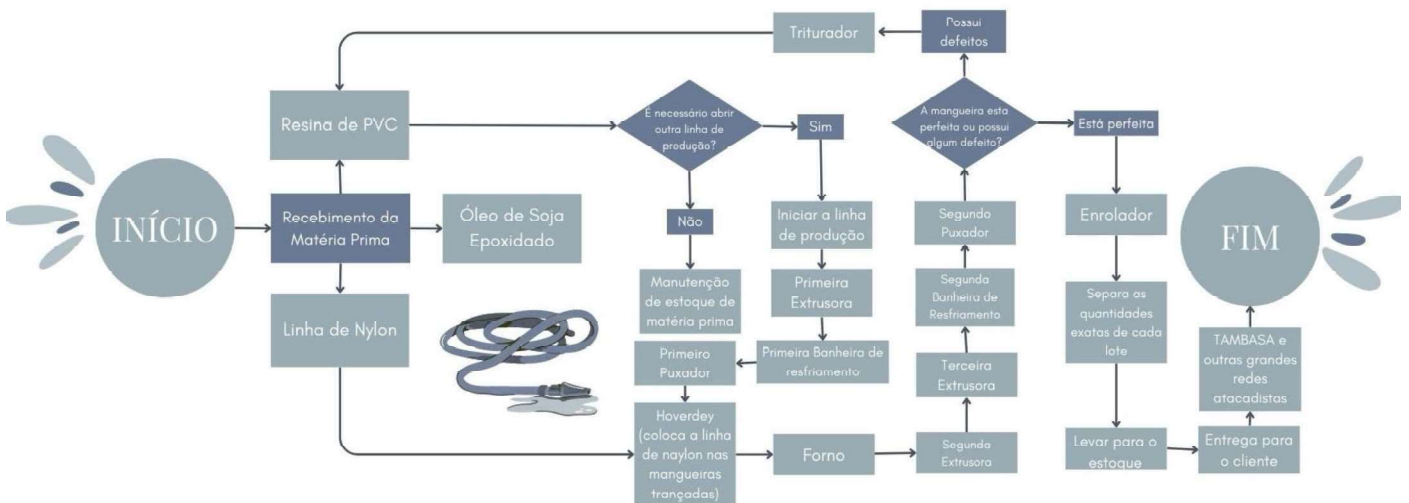 Triturador
Possui
defeitos
Resina de PVC
É necessário abrir
outra linha de
produção?
Sim
A mangueira esta
perfeita ou possui
algum defeito?
Está perfeita
INÍCIO
Recebimento da
Matéria Prima
Óleo de Soja
Epoxidado
Não
Iniciar a linha
de produção
Segundo
Puxador
Enrolador
FIM
Linha de Nylon
Manutenção
de estoque de
matéria prima
Primeira
Extrusora
Segunda
Banheira de
Resfriamento
Separa as
quantidades
exatas de cada
lote
Primeiro
Puxador
Primeira Banheira de
resfriamento
Terceira
Extrusora
TAMBASA e
outras grandes
redes
atacadistas
Hoverdey
(coloca a linha
de naylon nas
mangueiras
trançadas)
Forno
Segunda
Extrusora
Levar para o
estoque
Entrega para
o cliente